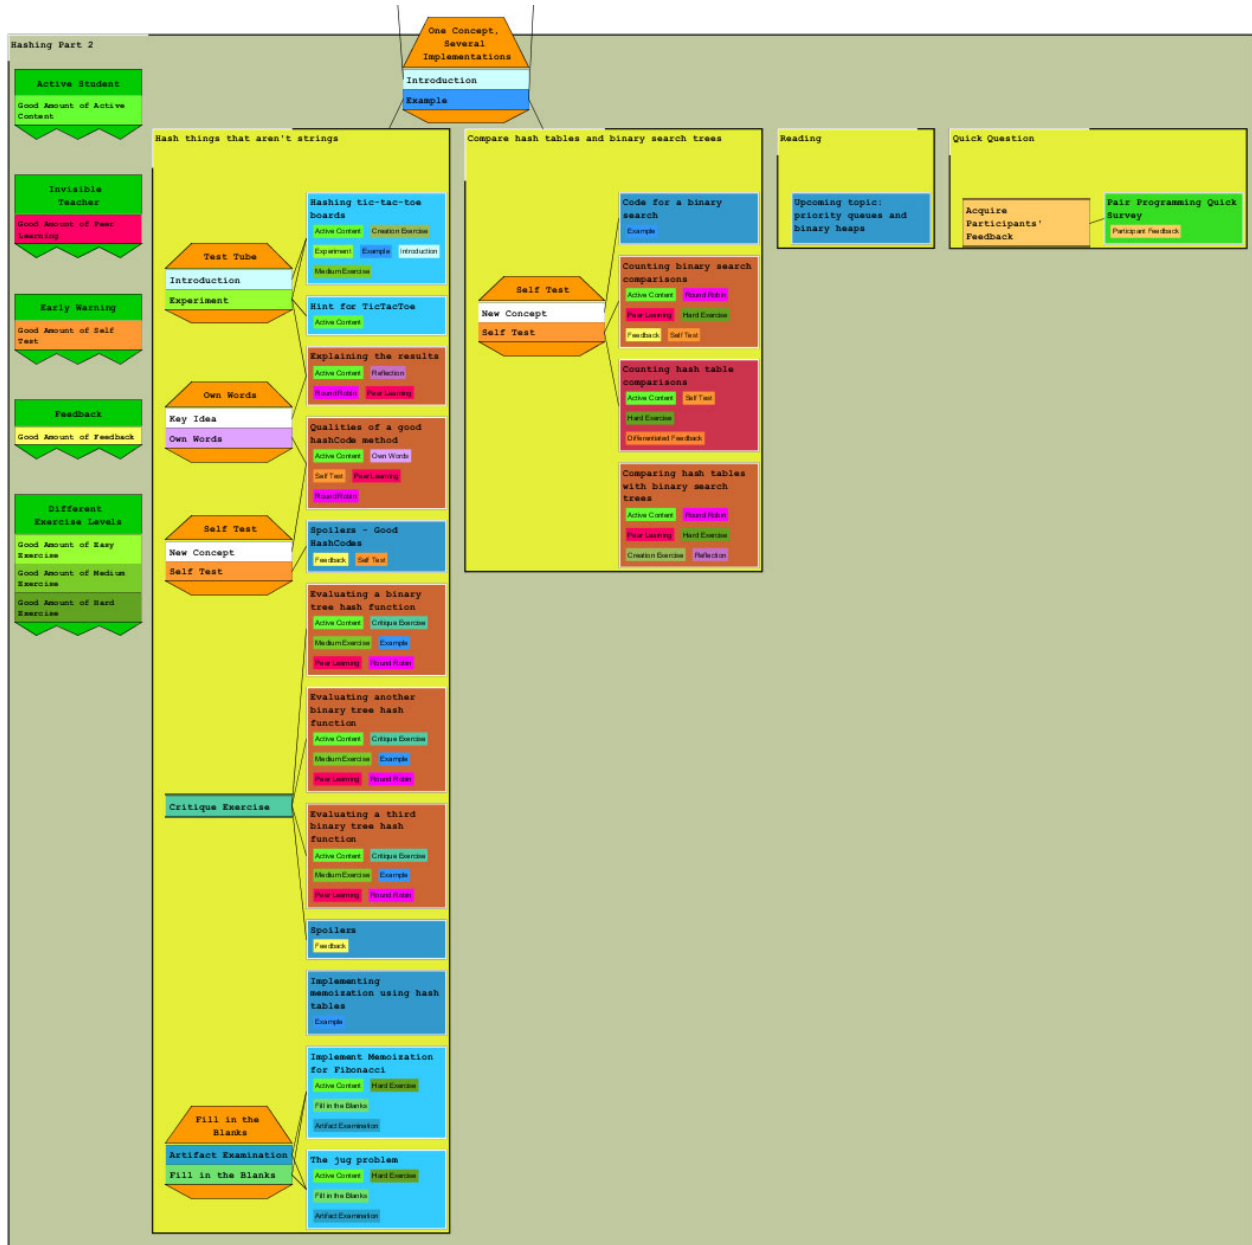 One Concept,
Several
Implementations
Introduction
Example
Hashing Part 2
Active Student
Good Amount of Active
Content
Invisible
Teacher
Good Amount of Peer
Learning
Early Warning
Good Amount of Self
Test
Feedback
Good Amount of Feedback
Different
Exercise Levels
Good Amount of Easy
Exercise
Good Amount of Medium
Exercise
Good Amount of Hard
Exercise
Hash things that aren't strings
Test Tube
Introduction
Experiment
Own Words
Key Idea
Own Words
Self Test
New Concept
Self Test
Critique Exercise
Fill in the
Blanks
Artifact Examination
Fill in the Blanks
Hashing tic-tac-toe
boards
Active Content Creation Exercise
Experiment Example Introduction
Medium Exercise
Hint for TicTacToe
Active Content
Explaining the results
Active Content Reflection
Round Robin Peer Learning
Qualities of a good
hashCode method
Active Content Own Words
Self Test Peer Learning
Round Robin
Spoilers - Good
HashCodes
Feedback Self Test
Evaluating a binary
tree hash function
Active Content Critique Exercise
Medium Exercise Example
Peer Learning Round Robin
Evaluating another
binary tree hash
function
Active Content Critique Exercise
Medium Exercise Example
Peer Learning Round Robin
Evaluating a third
binary tree hash
function
Active Content Critique Exercise
Medium Exercise Example
Peer Learning Round Robin
Spoilers
Feedback
Implementing
memoization using hash
tables
Example
Implement Memoization
for Fibonacci
Active Content Hard Exercise
Fill in the Blanks
Artifact Examination
The jug problem
Active Content Hard Exercise
Fill in the Blanks
Artifact Examination
Compare hash tables and binary search trees
Self Test
New Concept
Self Test
Code for a binary
search
Example
Counting binary search
comparisons
Active Content Round Robin
Peer Learning Hard Exercise
Feedback Self Test
Counting hash table
comparisons
Active Content Self Test
Hard Exercise
Differentiated Feedback
Comparing hash tables
with binary search
trees
Active Content Round Robin
Peer Learning Hard Exercise
Creation Exercise Reflection
Reading
Upcoming topic:
priority queues and
binary heaps
Quick Question
Acquire
Participants'
Feedback
Pair Programming Quick
Survey
Participant Feedback